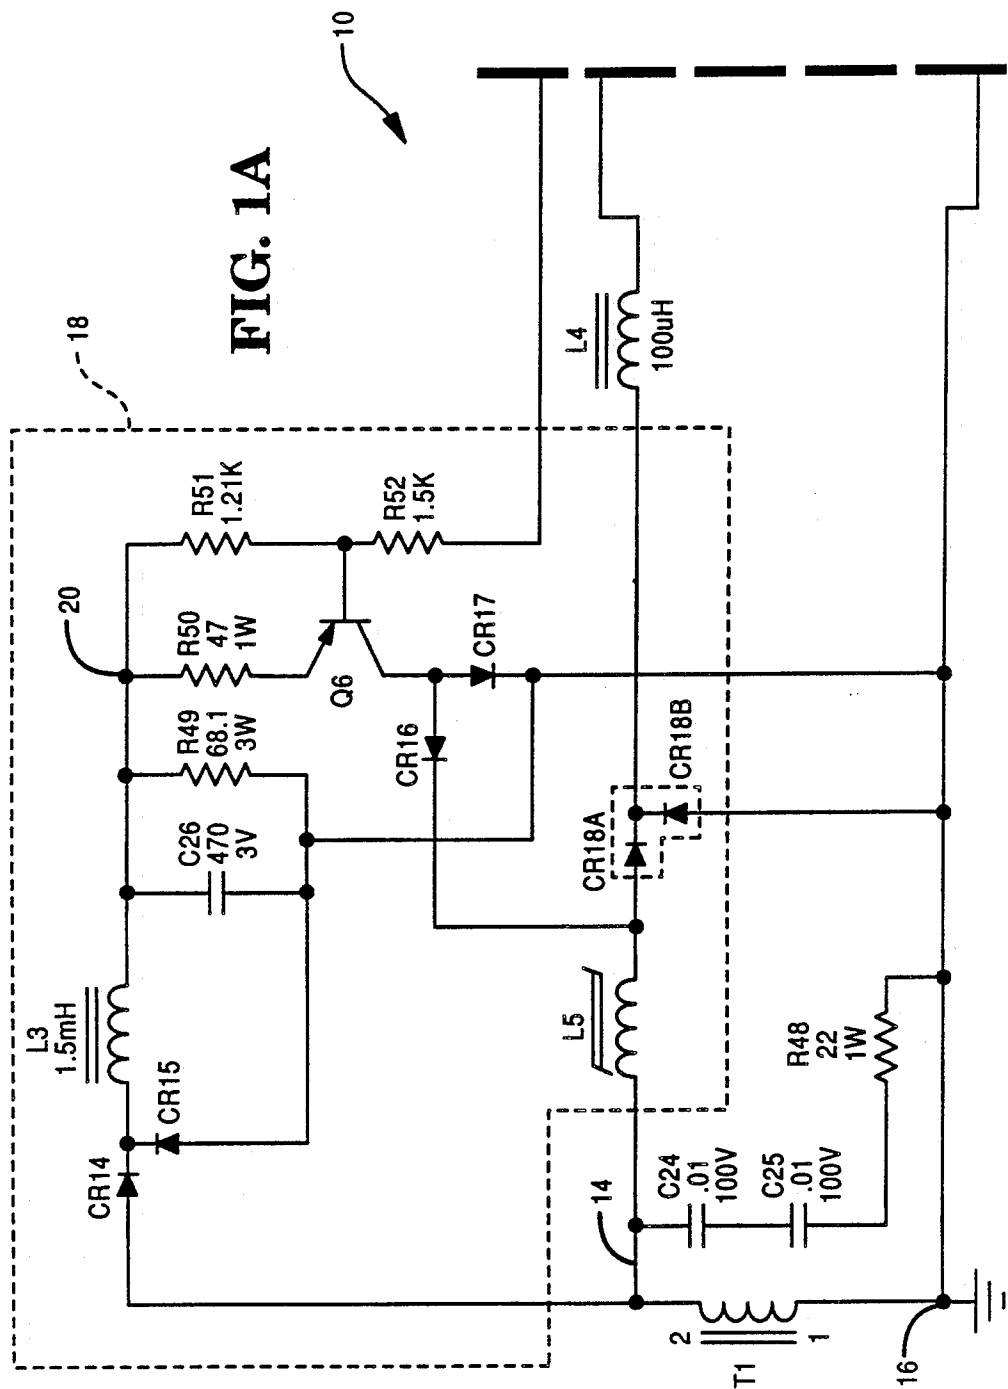 FIG. 1A
10
18
20
L3
1.5mH
CR14
CR15
C26
470
3V
R49
68.1
3W
R50
47
1W
R51
1.21K
R52
1.5K
Q6
CR16
CR17
CR18A
CR18B
L5
L4
100uH
14
C24
.01
100V
C25
.01
100V
R48
22
1W
T1
2
1
16